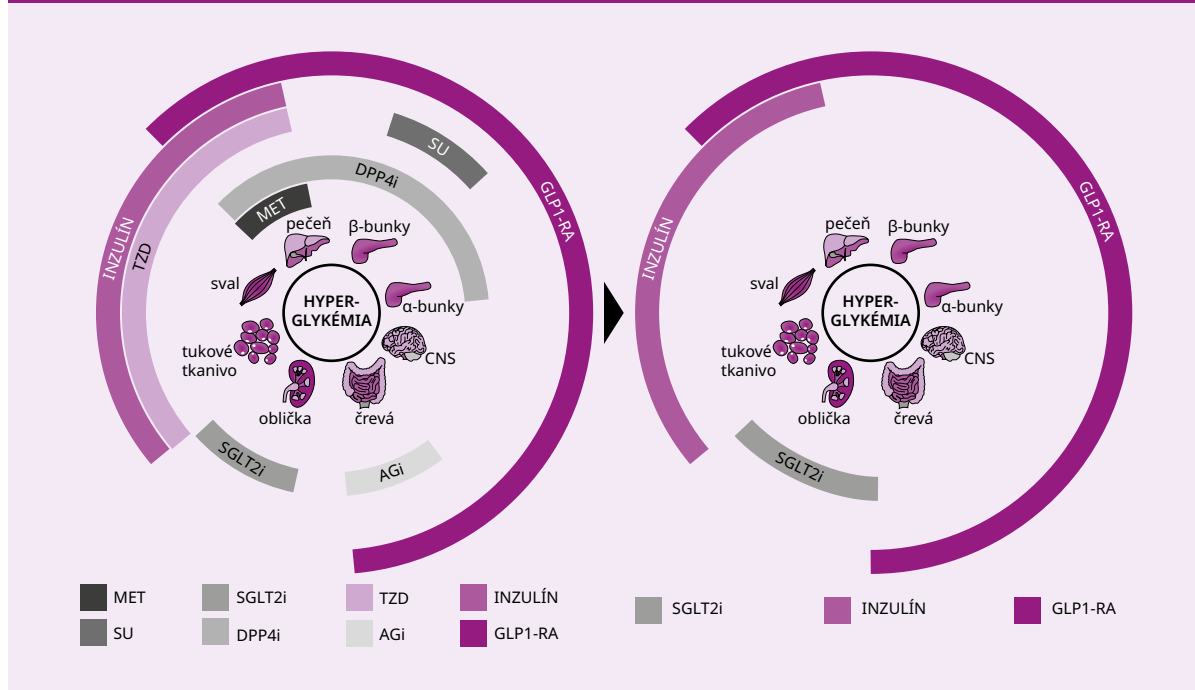 GLP1-RA
INZULÍN
TZD
SU
DPP4i
MET
pečeň
β-bunky
sval
α-bunky
HYPER-
GLYKÉMIA
tukové
tkanivo
CNS
oblička
črevá
SGLT2i
AGi
MET
SGLT2i
TZD
INZULÍN
SU
DPP4i
AGi
GLP1-RA
GLP1-RA
INZULÍN
pečeň
β-bunky
sval
α-bunky
HYPER-
GLYKÉMIA
tukové
tkanivo
CNS
oblička
črevá
SGLT2i
SGLT2i
INZULÍN
GLP1-RA